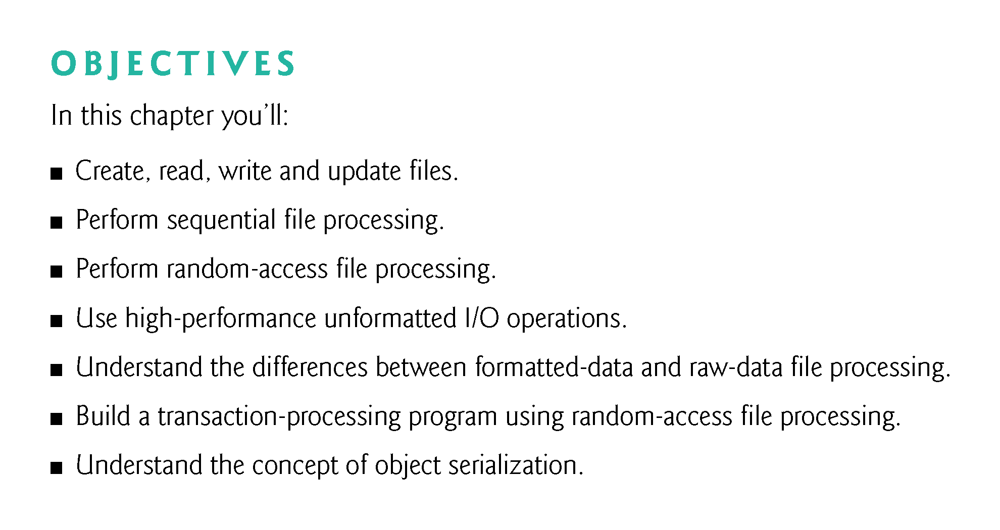 OBJECTIVES
In this chapter you’ll:
■ Create, read, write and update files.
■ Perform sequential file processing.
■ Perform random-access file processing.
■ Use high-performance unformatted I/O operations.
■ Understand the differences between formatted-data and raw-data file processing.
■ Build a transaction-processing program using random-access file processing.
■ Understand the concept of object serialization.